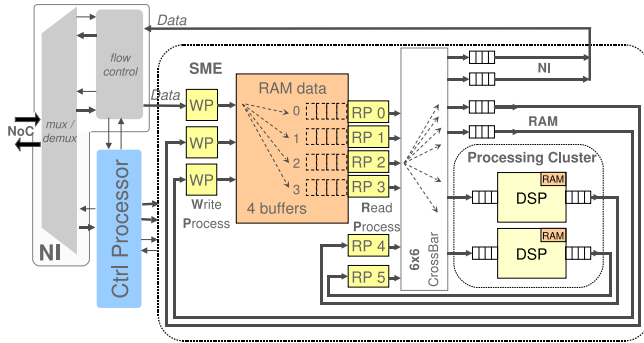 Data
flow
control
SME
NI
RAM data
Data
WP
0
RP 0
RAM
NoC
mux /
demux
WP
1
RP 1
2
RP 2
Processing Cluster
WP
3
RP 3
RAM
DSP
Write
Process
4 buffers
Read
Process
Ctrl Processor
NI
RP 4
RAM
DSP
RP 5
6x6
CrossBar